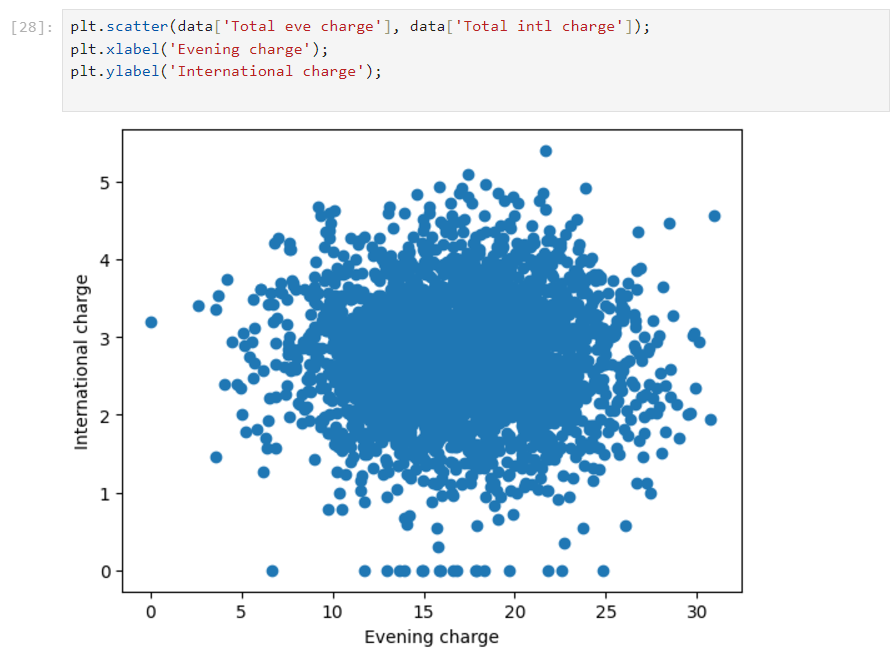 [28]: plt.scatter(data['Total eve charge'], data['Total intl charge']);
plt.xlabel('Evening charge');
plt.ylabel('International charge');
5
4
3
2
1
0
International charge
0 5 10 15 20 25 30
Evening charge